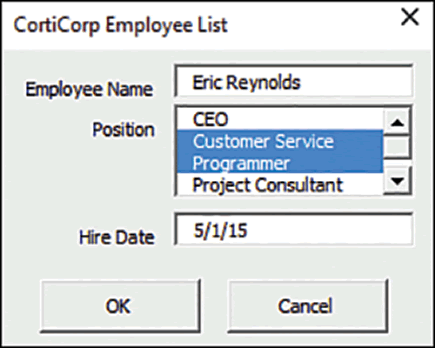 CortiCorp Employee List
Employee Name Eric Reynolds
Position CEO
Customer Service
Programmer
Project Consultant
Hire Date 5/1/15
OK Cancel